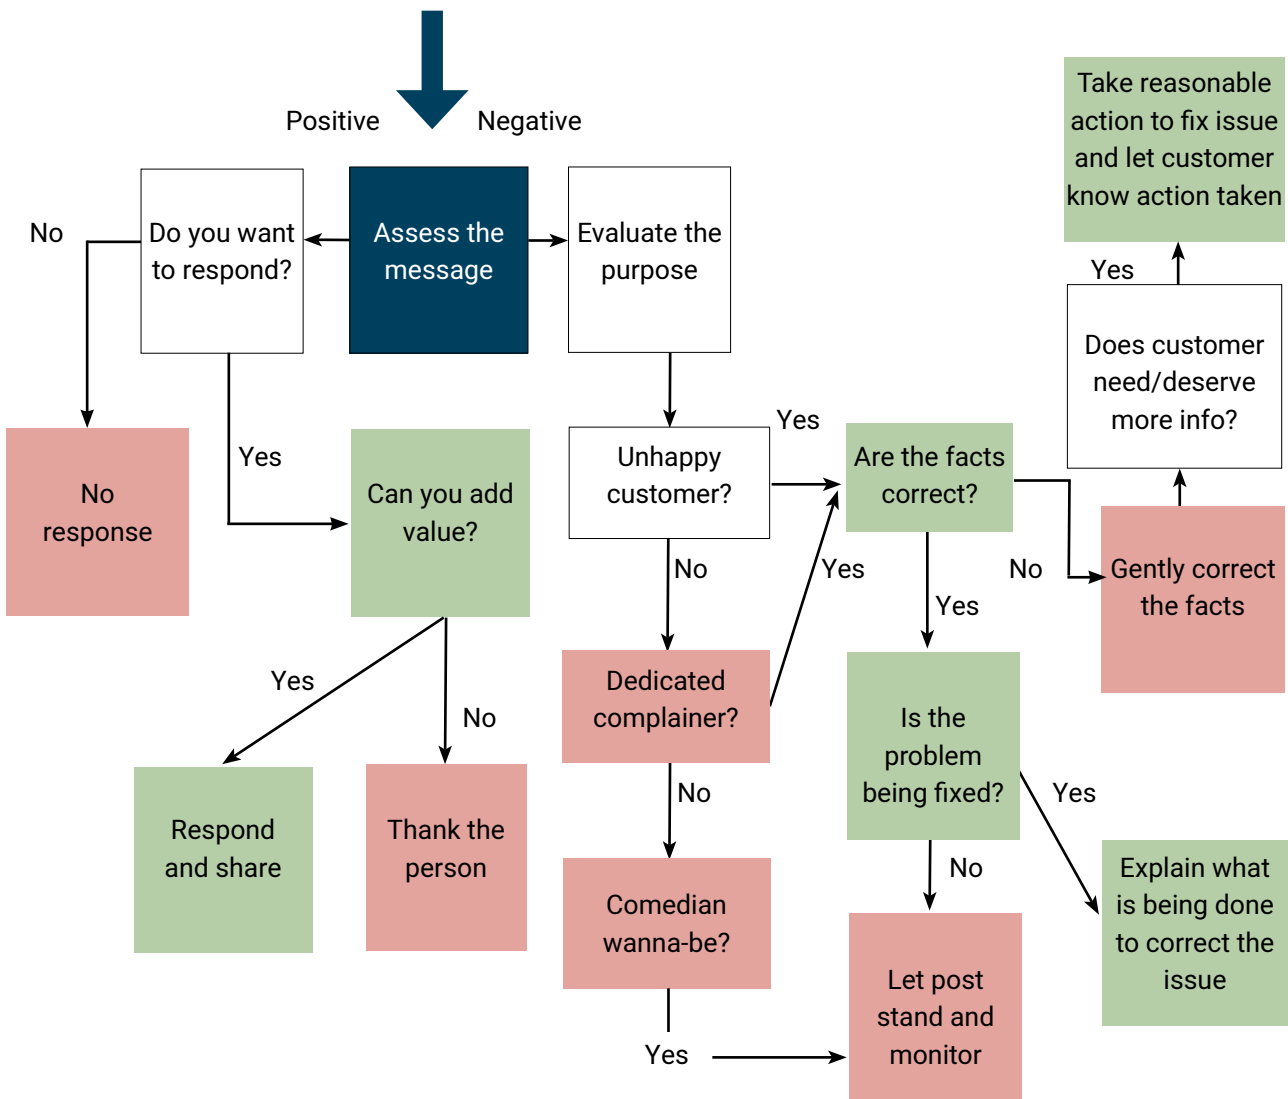 Positive
Negative
Take reasonable
action to fix issue
and let customer
know action taken
No
Do you want
to respond?
Assess the
message
Evaluate the
purpose
Yes
Does customer
need/deserve
more info?
No
response
Yes
Can you add
value?
Unhappy
customer?
Yes
Are the facts
correct?
No
Yes
No
Gently correct
the facts
Yes
Yes
No
Dedicated
complainer?
Is the
problem
being fixed?
Respond
and share
Thank the
person
No
Yes
Comedian
wanna-be?
No
Explain what
is being done
to correct the
issue
Let post
stand and
monitor
Yes